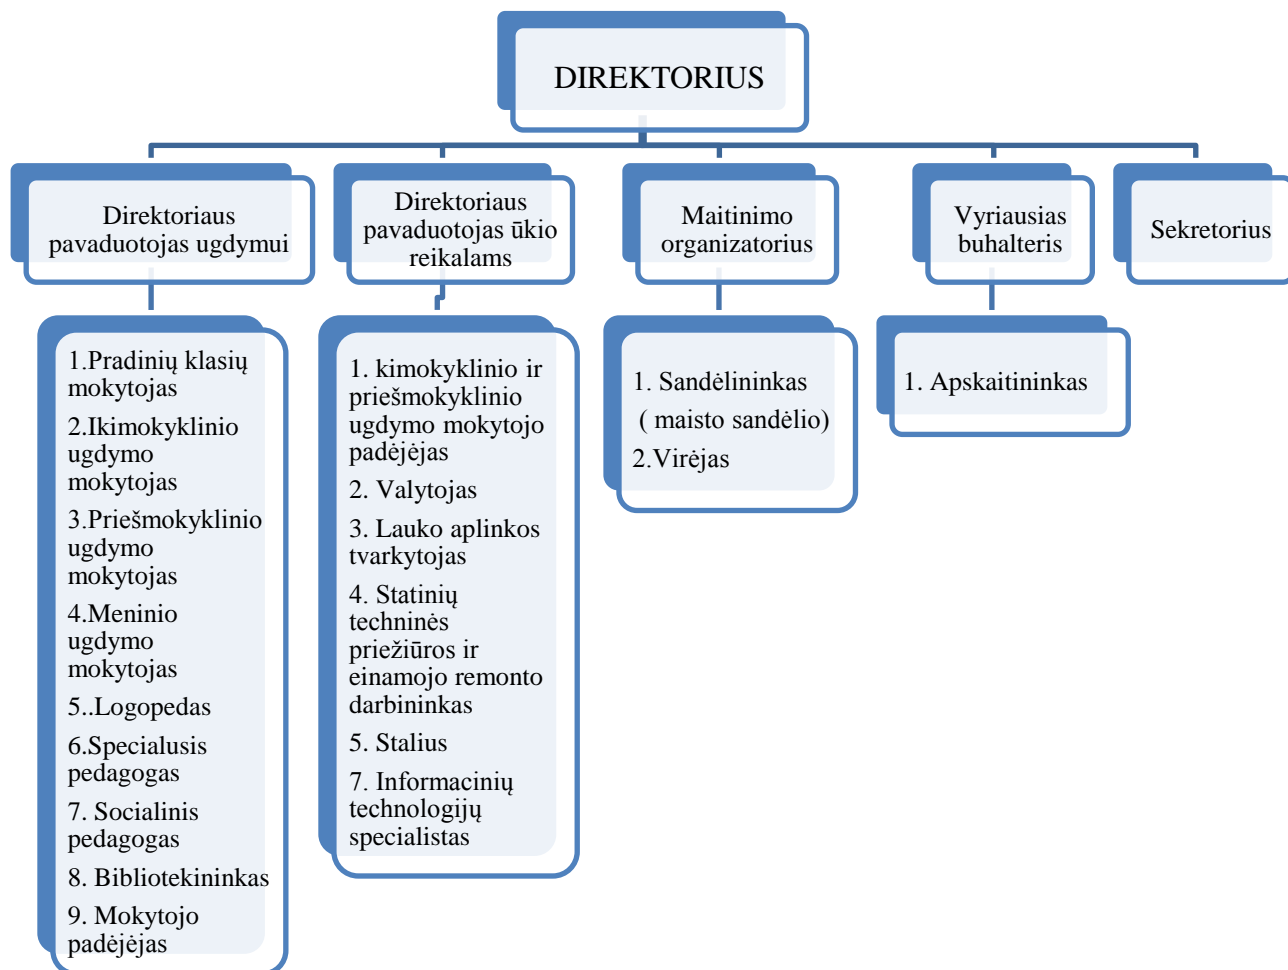 DIREKTORIUS
Direktoriaus
pavaduotojas ugdymui
Direktoriaus
pavaduotojas ūkio
reikalams
Maitinimo
organizatorius
Vyriausias
buhalteris
Sekretorius
1.Pradinių klasių
mokytojas
2.Ikimokyklinio
ugdymo
mokytojas
3.Priešmokyklinio
ugdymo
mokytojas
4.Meninio
ugdymo
mokytojas
5..Logopedas
6.Specialusis
pedagogas
7. Socialinis
pedagogas
8. Bibliotekininkas
9. Mokytojo
padėjėjas
1. kimokyklinio ir
priešmokyklinio
ugdymo mokytojo
padėjėjas
2. Valytojas
3. Lauko aplinkos
tvarkytojas
4. Statinių
techninės
priežiūros ir
einamojo remonto
darbininkas
5. Stalius
7. Informacinių
technologijų
specialistas
1. Sandėlininkas
( maisto sandėlio)
2.Virėjas
1. Apskaitininkas